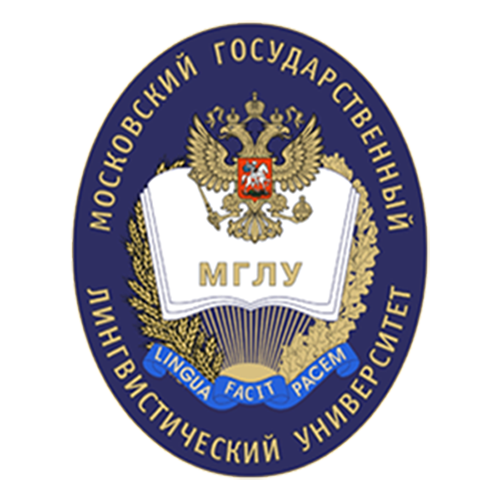 МОСКОВСКИЙ ГОСУДАРСТВЕННЫЙ
ЛИНГВИСТИЧЕСКИЙ УНИВЕРСИТЕТ
МГЛУ
LINGUA FACIT PACEM